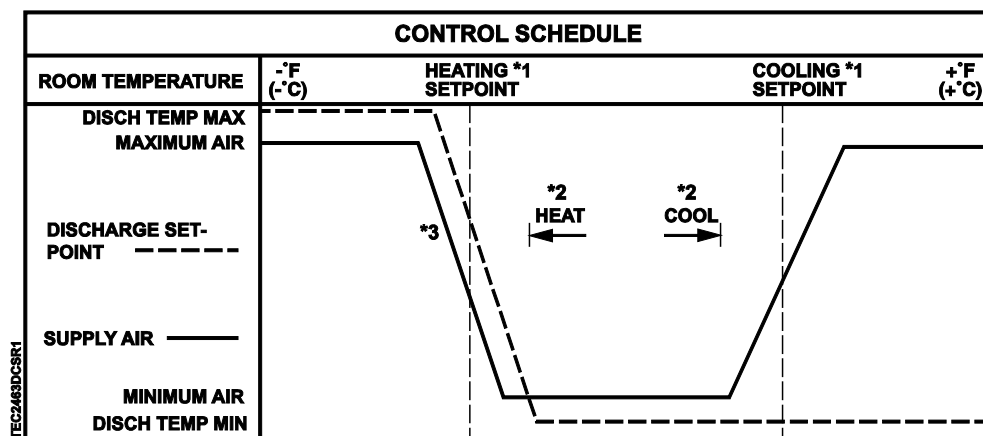 CONTROL SCHEDULE
ROOM TEMPERATURE
-°F
(-°C)
HEATING *1
SETPOINT
COOLING *1
SETPOINT
+°F
(+°C)
DISCH TEMP MAX
MAXIMUM AIR
*2
HEAT
*2
COOL
*3
DISCHARGE SET-
POINT
SUPPLY AIR
MINIMUM AIR
DISCH TEMP MIN
TEC2463DCSR1